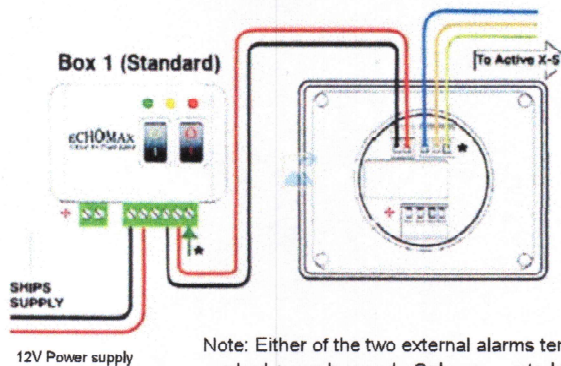 Box 1 (Standard)
To Active X-S
ECHOMAX
+
*
*
+
SHIPS
SUPPLY
12V Power supply
Note: Either of the two external alarms ter